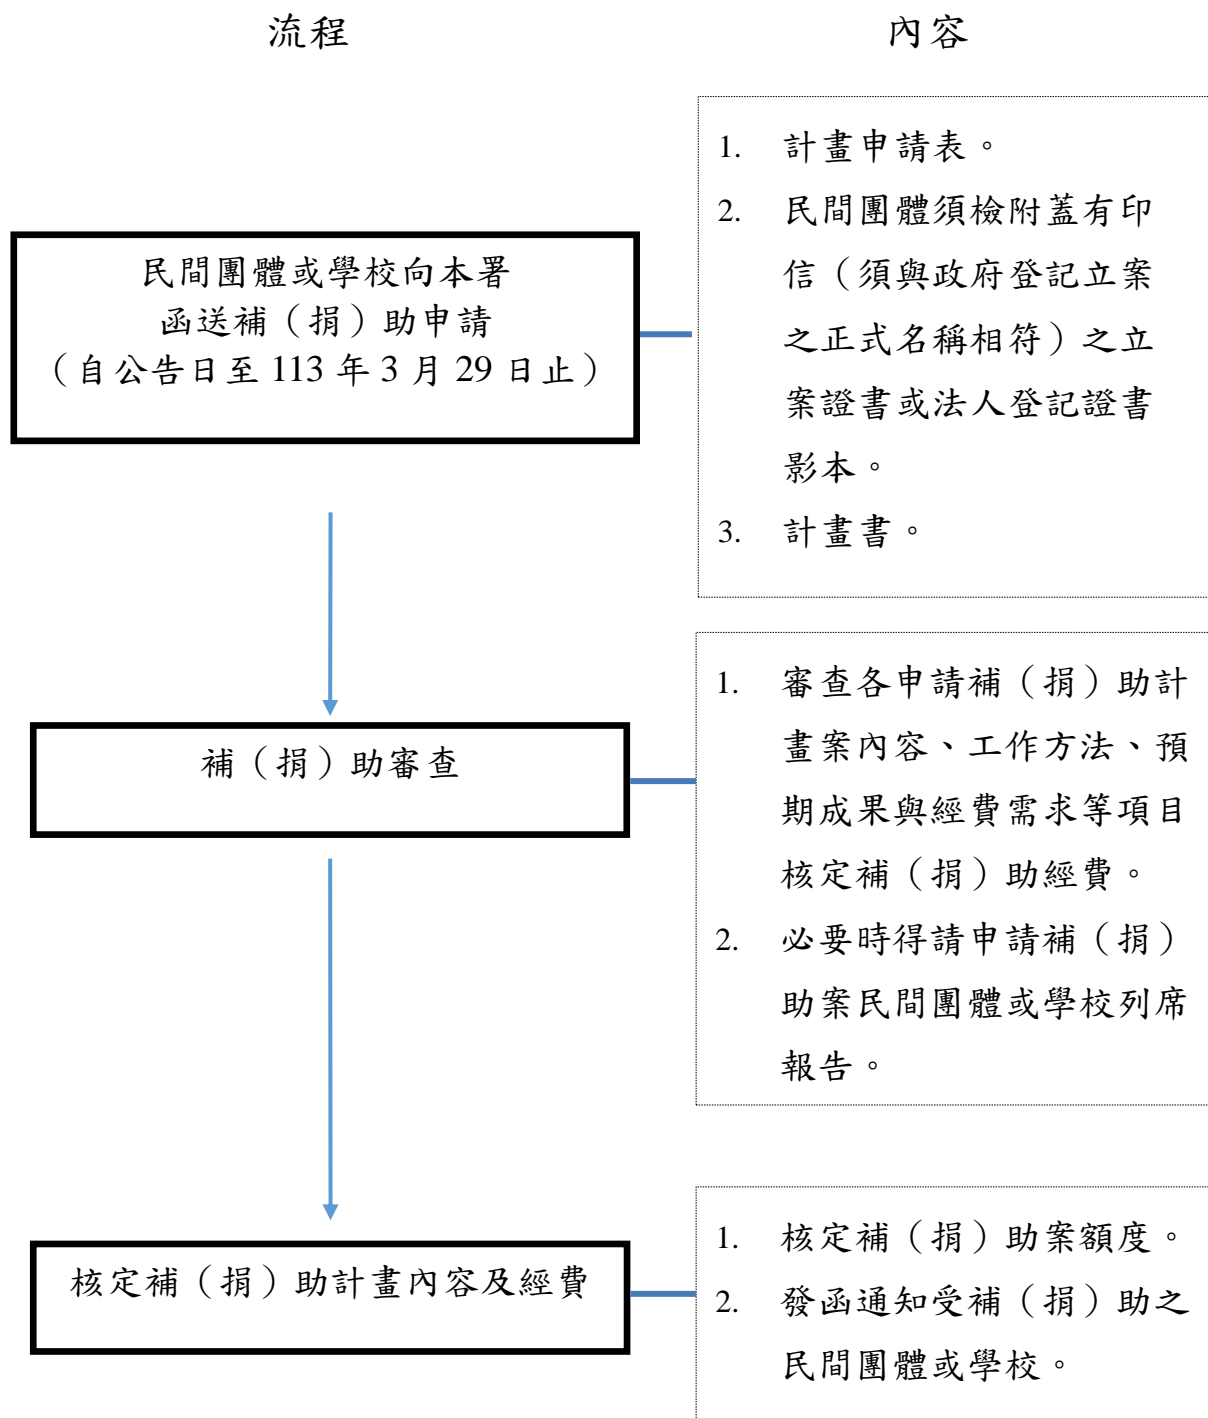 流程
內容
民間團體或學校向本署
函送補（捐）助申請
（自公告日至 113 年 3 月 29 日止）
1. 計畫申請表。
2. 民間團體須檢附蓋有印
信（須與政府登記立案
之正式名稱相符）之立
案證書或法人登記證書
影本。
3. 計畫書。
補（捐）助審查
1. 審查各申請補（捐）助計
畫案內容、工作方法、預
期成果與經費需求等項目
核定補（捐）助經費。
2. 必要時得請申請補（捐）
助案民間團體或學校列席
報告。
核定補（捐）助計畫內容及經費
1. 核定補（捐）助案額度。
2. 發函通知受補（捐）助之
民間團體或學校。